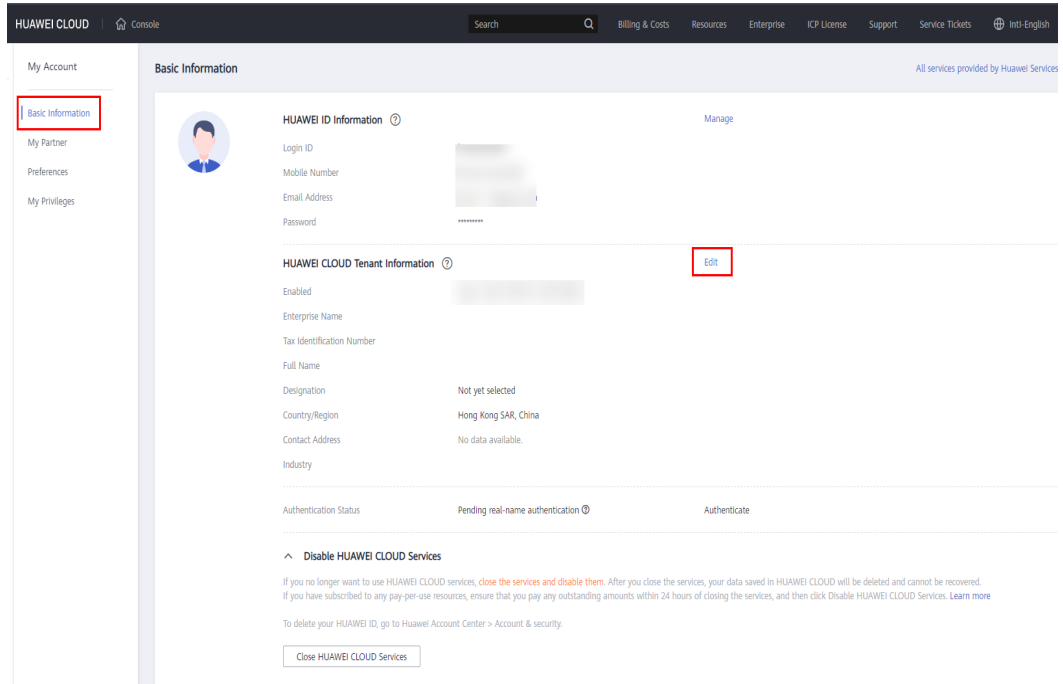 HUAWEI CLOUD Console Search Billing & Costs Resources Enterprise ICP License Support Service Tickets Intl-English
My Account
Basic Information
My Partner
Preferences
My Privileges
Basic Information All services provided by Huawei Services
HUAWEI ID Information ? Manage
Login ID
Mobile Number
Email Address
Password *********
HUAWEI CLOUD Tenant Information ? Edit
Enabled
Enterprise Name
Tax Identification Number
Full Name
Designation Not yet selected
Country/Region Hong Kong SAR, China
Contact Address No data available.
Industry
Authentication Status Pending real-name authentication ? Authenticate
Disable HUAWEI CLOUD Services
If you no longer want to use HUAWEI CLOUD services, close the services and disable them. After you close the services, your data saved in HUAWEI CLOUD will be deleted and cannot be recovered.
If you have subscribed to any pay-per-use resources, ensure that you pay any outstanding amounts within 24 hours of closing the services, and then click Disable HUAWEI CLOUD Services. Learn more
To delete your HUAWEI ID, go to Huawei Account Center > Account & security.
Close HUAWEI CLOUD Services